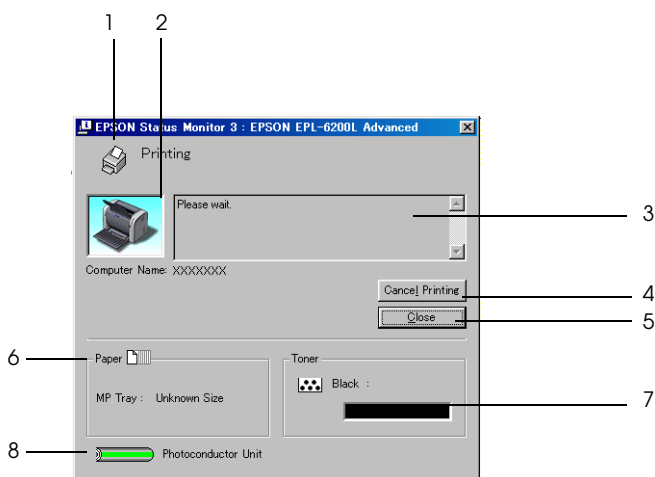 1 2
EPSON Status Monitor 3 : EPSON EPL-6200L Advanced
Printing
Please wait.
3
Computer Name: XXXXXXX
Cancel Printing
4
Close
5
6
Paper
Toner
MP Tray : Unknown Size
Black :
7
8
Photoconductor Unit